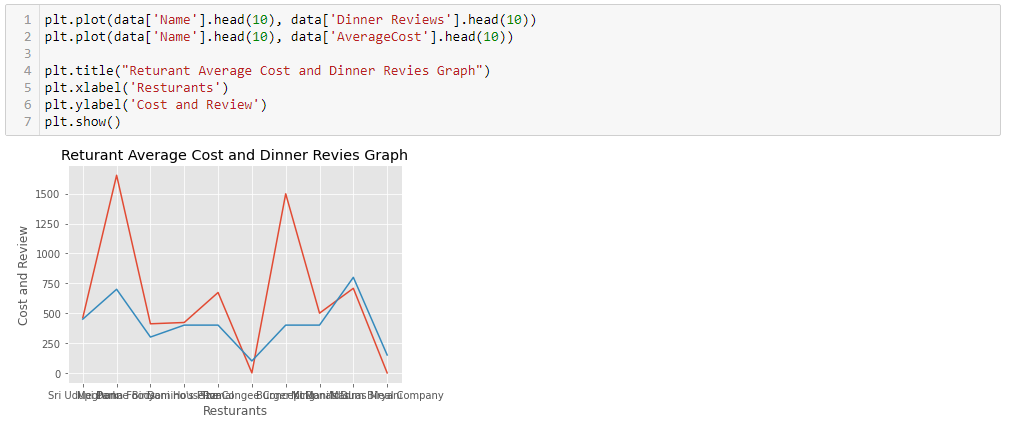 1 plt.plot(data['Name'].head(10), data['Dinner Reviews'].head(10))
2 plt.plot(data['Name'].head(10), data['AverageCost'].head(10))
3
4 plt.title("Returant Average Cost and Dinner Revies Graph")
5 plt.xlabel('Resturants')
6 plt.ylabel('Cost and Review')
7 plt.show()
Returant Average Cost and Dinner Revies Graph
1500
1250
1000
750
500
250
0
Cost and Review
Sri Company
Resturants